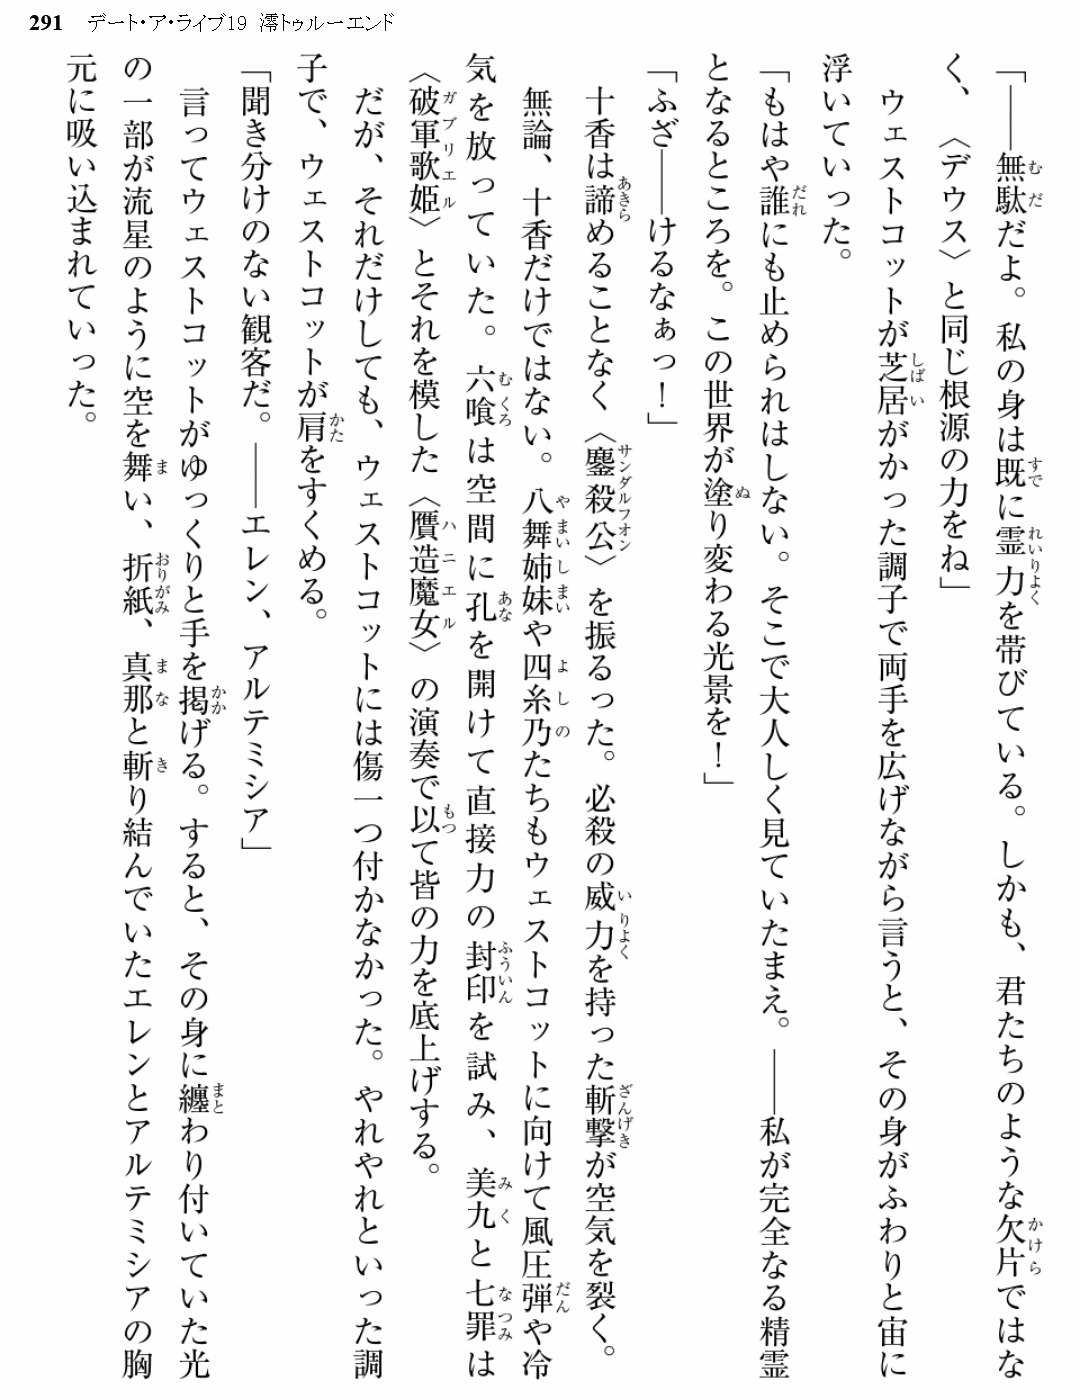 291 デート・ア・ライブ19 澪トゥルーエンド
「――無駄だよ。私の身は既に霊力を帯びている。しかも、君たちのような欠片ではな
く、〈デウス〉と同じ根源の力をね」
ウェストコットが芝居がかった調子で両手を広げながら言うと、その身がふわりと宙に
浮いていった。
「もはや誰にも止められはしない。そこで大人しく見ていたまえ。――私が完全なる精霊
となるところを。この世界が塗り変わる光景を！」
「ふざ――けるなぁっ！」
十香は諦めることなく〈鏖殺公〉を振るった。必殺の威力を持った斬撃が空気を裂く。
無論、十香だけではない。八舞姉妹や四糸乃たちもウェストコットに向けて風圧弾や冷
気を放っていた。六喰は空間に孔を開けて直接力の封印を試み、美九と七罪は
〈破軍歌姫〉とそれを模した〈贋造魔女〉の演奏で以て皆の力を底上げする。
だが、それだけしても、ウェストコットには傷一つ付かなかった。やれやれといった調
子で、ウェストコットが肩をすくめる。
「聞き分けのない観客だ。――エレン、アルテミシア」
言ってウェストコットがゆっくりと手を掲げる。すると、その身に纏わり付いていた光
の一部が流星のように空を舞い、折紙、真那と斬り結んでいたエレンとアルテミシアの胸
元に吸い込まれていった。